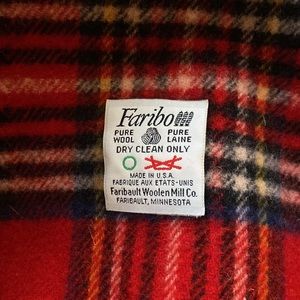 Faribo
PURE WOOL PURE LAINE
DRY CLEAN ONLY
MADE IN U.S.A.
FABRIQUE AUX ETATS-UNIS
Faribault Woolen Mill Co.
FARIBAULT, MINNESOTA